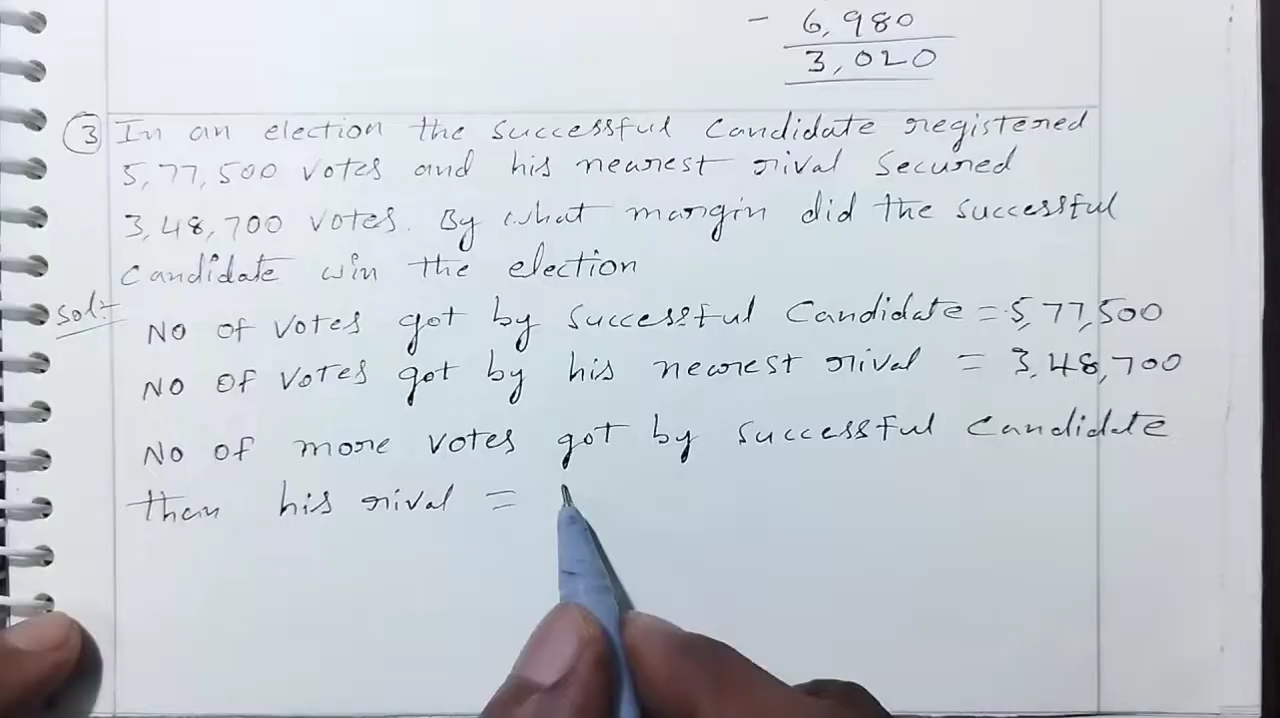 - 6,980
3,020
③ In an election the successful candidate registered
5,77,500 votes and his nearest rival secured
3,48,700 votes. By what margin did the successful
candidate win the election
Sol:-
No of votes got by successful candidate = 5,77,500
No of votes got by his nearest rival = 3,48,700
No of more votes got by successful candidate
than his rival =